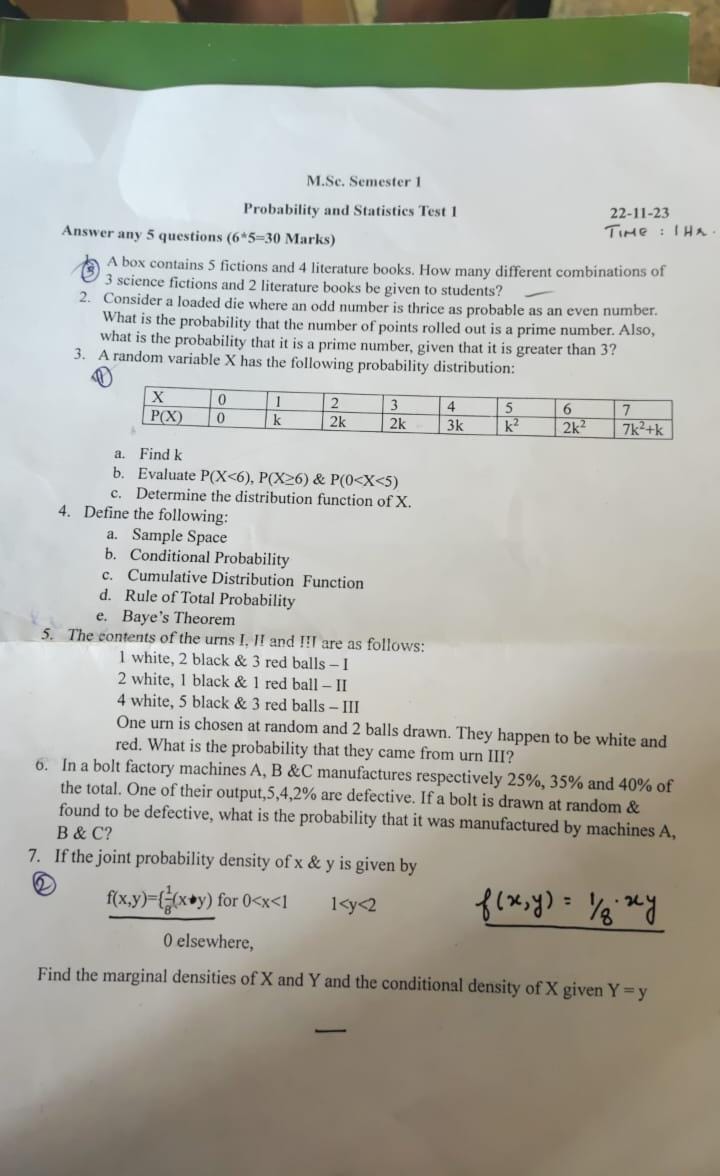 M.Sc. Semester 1
Probability and Statistics Test 1
22-11-23
TIME : 1 HR.
Answer any 5 questions (6*5=30 Marks)
A box contains 5 fictions and 4 literature books. How many different combinations of
3 science fictions and 2 literature books be given to students?
2. Consider a loaded die where an odd number is thrice as probable as an even number.
What is the probability that the number of points rolled out is a prime number. Also,
what is the probability that it is a prime number, given that it is greater than 3?
3. A random variable X has the following probability distribution:
X 0 1 2 3 4 5 6 7
P(X) 0 k 2k 2k 3k k² 2k² 7k²+k
a. Find k
b. Evaluate P(X<6), P(X≥6) & P(0<X<5)
c. Determine the distribution function of X.
4. Define the following:
a. Sample Space
b. Conditional Probability
c. Cumulative Distribution Function
d. Rule of Total Probability
e. Baye's Theorem
5. The contents of the urns I, II and III are as follows:
1 white, 2 black & 3 red balls – I
2 white, 1 black & 1 red ball – II
4 white, 5 black & 3 red balls – III
One urn is chosen at random and 2 balls drawn. They happen to be white and
red. What is the probability that they came from urn III?
6. In a bolt factory machines A, B &C manufactures respectively 25%, 35% and 40% of
the total. One of their output,5,4,2% are defective. If a bolt is drawn at random &
found to be defective, what is the probability that it was manufactured by machines A,
B & C?
7. If the joint probability density of x & y is given by
2
f(x,y)={1/8(x•y) for 0<x<1 1<y<2
f(x,y) = 1/8 · xy
0 elsewhere,
Find the marginal densities of X and Y and the conditional density of X given Y = y